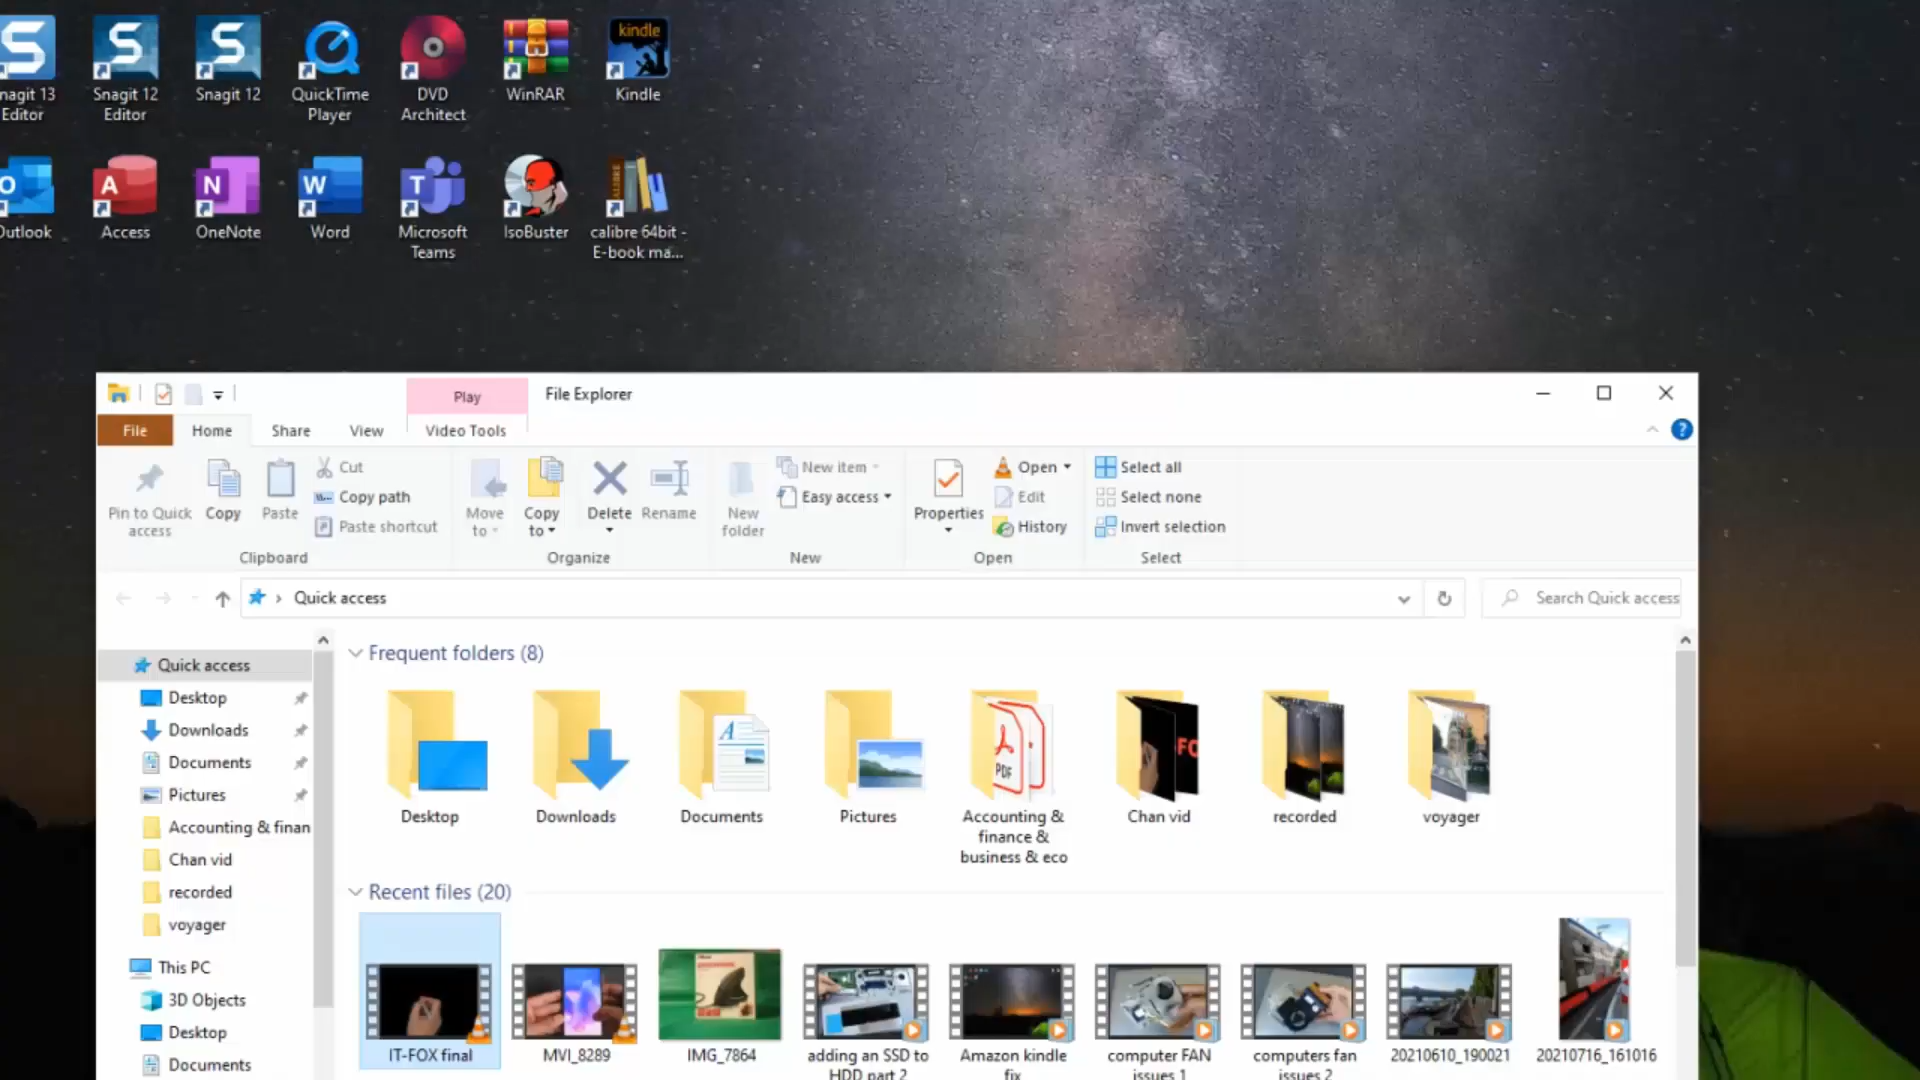 kindle
nagit 13
Editor
Snagit 12
Editor
Snagit 12
QuickTime
Player
DVD
Architect
WinRAR
Kindle
Outlook
Access
OneNote
Word
Microsoft
Teams
IsoBuster
calibre 64bit -
E-book ma...
Play
File Explorer
File
Home
Share
View
Video Tools
Pin to Quick
access
Copy
Paste
Cut
Copy path
Paste shortcut
Clipboard
Move
to
Copy
to
Delete
Rename
Organize
New
folder
New item
Easy access
New
Properties
Open
Edit
History
Open
Select all
Select none
Invert selection
Select
Quick access
Search Quick access
Quick access
Desktop
Downloads
Documents
Pictures
Accounting & finan
Chan vid
recorded
voyager
This PC
3D Objects
Desktop
Documents
Frequent folders (8)
PDF
FO
Desktop
Downloads
Documents
Pictures
Accounting &
finance &
business & eco
Chan vid
recorded
voyager
Recent files (20)
IT-FOX final
MVI_8289
IMG_7864
adding an SSD to
HDD part 2
Amazon kindle
fix
computer FAN
issues 1
computers fan
issues 2
20210610_190021
20210716_161016